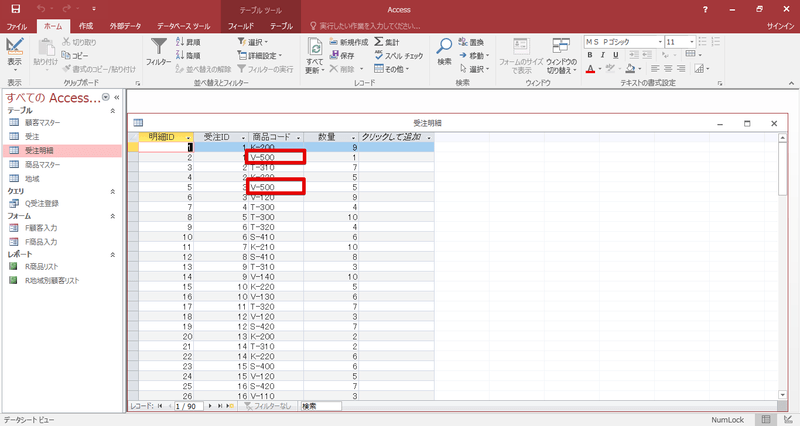 テーブル ツール
Access
ファイル ホーム 作成 外部データ データベース ツール フィールド テーブル 実行したい作業を入力してください... サインイン
表示
貼り付け
切り取り
コピー
書式のコピー/貼り付け
フィルター
昇順
降順
並べ替えの解除
選択
詳細設定
フィルターの実行
すべて
更新
新規作成
保存
削除
集計
スペル チェック
その他
検索
置換
ジャンプ
選択
フォームのサイズ
で表示
ウィンドウの
切り替え
MS Pゴシック 11
B I U
表示 クリップボード 並べ替えとフィルター レコード 検索 ウィンドウ テキストの書式設定
すべての Access...
テーブル
顧客マスター
受注
受注明細
商品マスター
地域
クエリ
Q受注登録
フォーム
F顧客入力
F商品入力
レポート
R商品リスト
R地域別顧客リスト
受注明細
明細ID 受注ID 商品コード 数量 クリックして追加
1 1 K-200 9
2 1 V-500 1
3 2 T-310 7
4 2 K-220 5
5 3 V-500 5
6 3 V-120 9
7 4 T-300 4
8 5 T-300 10
9 6 T-320 4
10 6 S-410 6
11 7 K-210 10
12 8 S-410 8
13 9 T-310 3
14 9 V-140 10
15 10 K-220 5
16 10 V-130 6
17 11 T-320 7
18 12 V-120 3
19 12 S-420 7
20 13 K-200 2
21 14 T-310 2
22 14 K-220 6
23 15 S-400 6
24 15 V-120 5
25 16 S-420 7
26 16 V-110 3
レコード: 1 / 90 フィルターなし 検索
データシート ビュー NumLock